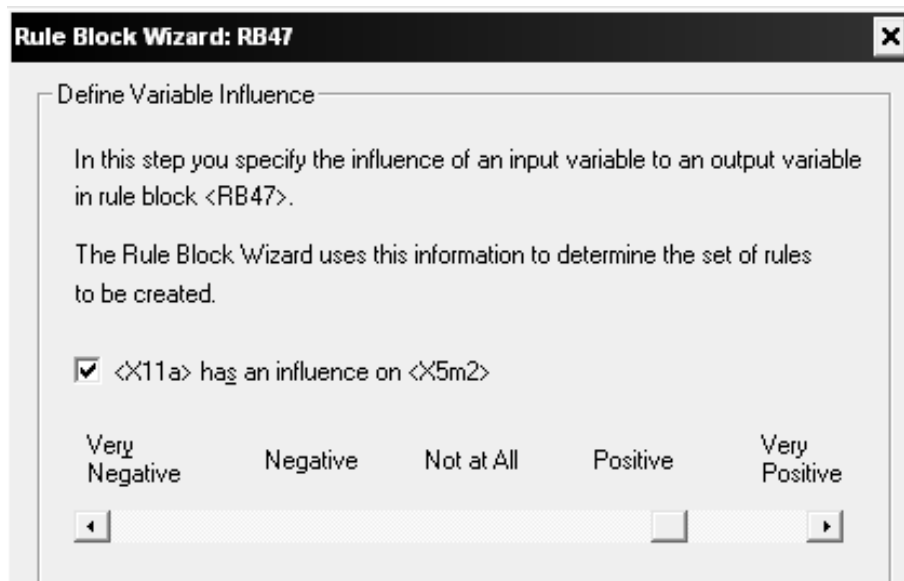 Rule Block Wizard: RB47
Define Variable Influence
In this step you specify the influence of an input variable to an output variable
in rule block <RB47>.
The Rule Block Wizard uses this information to determine the set of rules
to be created.
<X11a> has an influence on <X5m2>
Very Negative
Negative
Not at All
Positive
Very Positive